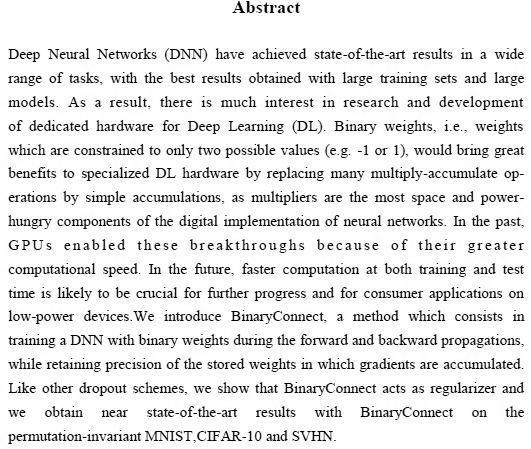 Abstract
Deep Neural Networks (DNN) have achieved state-of-the-art results in a wide
range of tasks, with the best results obtained with large training sets and large
models. As a result, there is much interest in research and development
of dedicated hardware for Deep Learning (DL). Binary weights, i.e., weights
which are constrained to only two possible values (e.g. -1 or 1), would bring great
benefits to specialized DL hardware by replacing many multiply-accumulate op-
erations by simple accumulations, as multipliers are the most space and power-
hungry components of the digital implementation of neural networks. In the past,
GPUs enabled these breakthroughs because of their greater
computational speed. In the future, faster computation at both training and test
time is likely to be crucial for further progress and for consumer applications on
low-power devices.We introduce BinaryConnect, a method which consists in
training a DNN with binary weights during the forward and backward propagations,
while retaining precision of the stored weights in which gradients are accumulated.
Like other dropout schemes, we show that BinaryConnect acts as regularizer and
we obtain near state-of-the-art results with BinaryConnect on the
permutation-invariant MNIST,CIFAR-10 and SVHN.